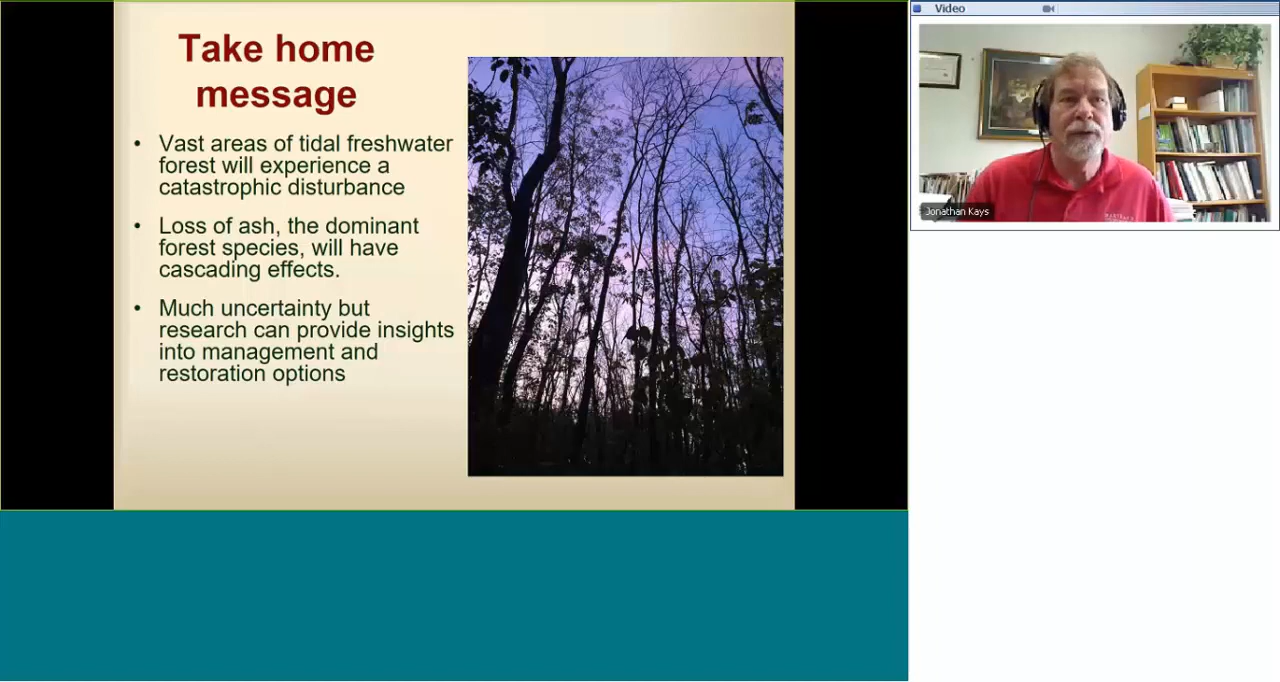 Take home
message
• Vast areas of tidal freshwater
forest will experience a
catastrophic disturbance
• Loss of ash, the dominant
forest species, will have
cascading effects.
• Much uncertainty but
research can provide insights
into management and
restoration options
Video
Jonathan Kays